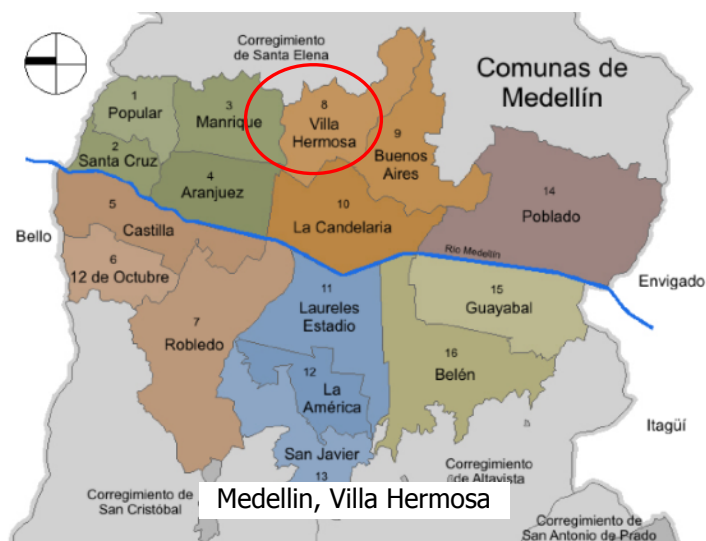 Corregimiento
de Santa Elena
Comunas de
Medellín
1
Popular
3
Manrique
8
Villa
Hermosa
9
Buenos
Aires
2
Santa Cruz
4
Aranjuez
14
Poblado
5
Castilla
10
La Candelaria
Bello
Rio Medellín
6
12 de Octubre
Envigado
11
Laureles
Estadio
15
Guayabal
7
Robledo
16
Belén
12
La
América
Itagüí
San Javier
13
Corregimiento
de Altavista
Corregimiento de
San Cristóbal
Medellin, Villa Hermosa
Corregimiento de
San Antonio de Prado